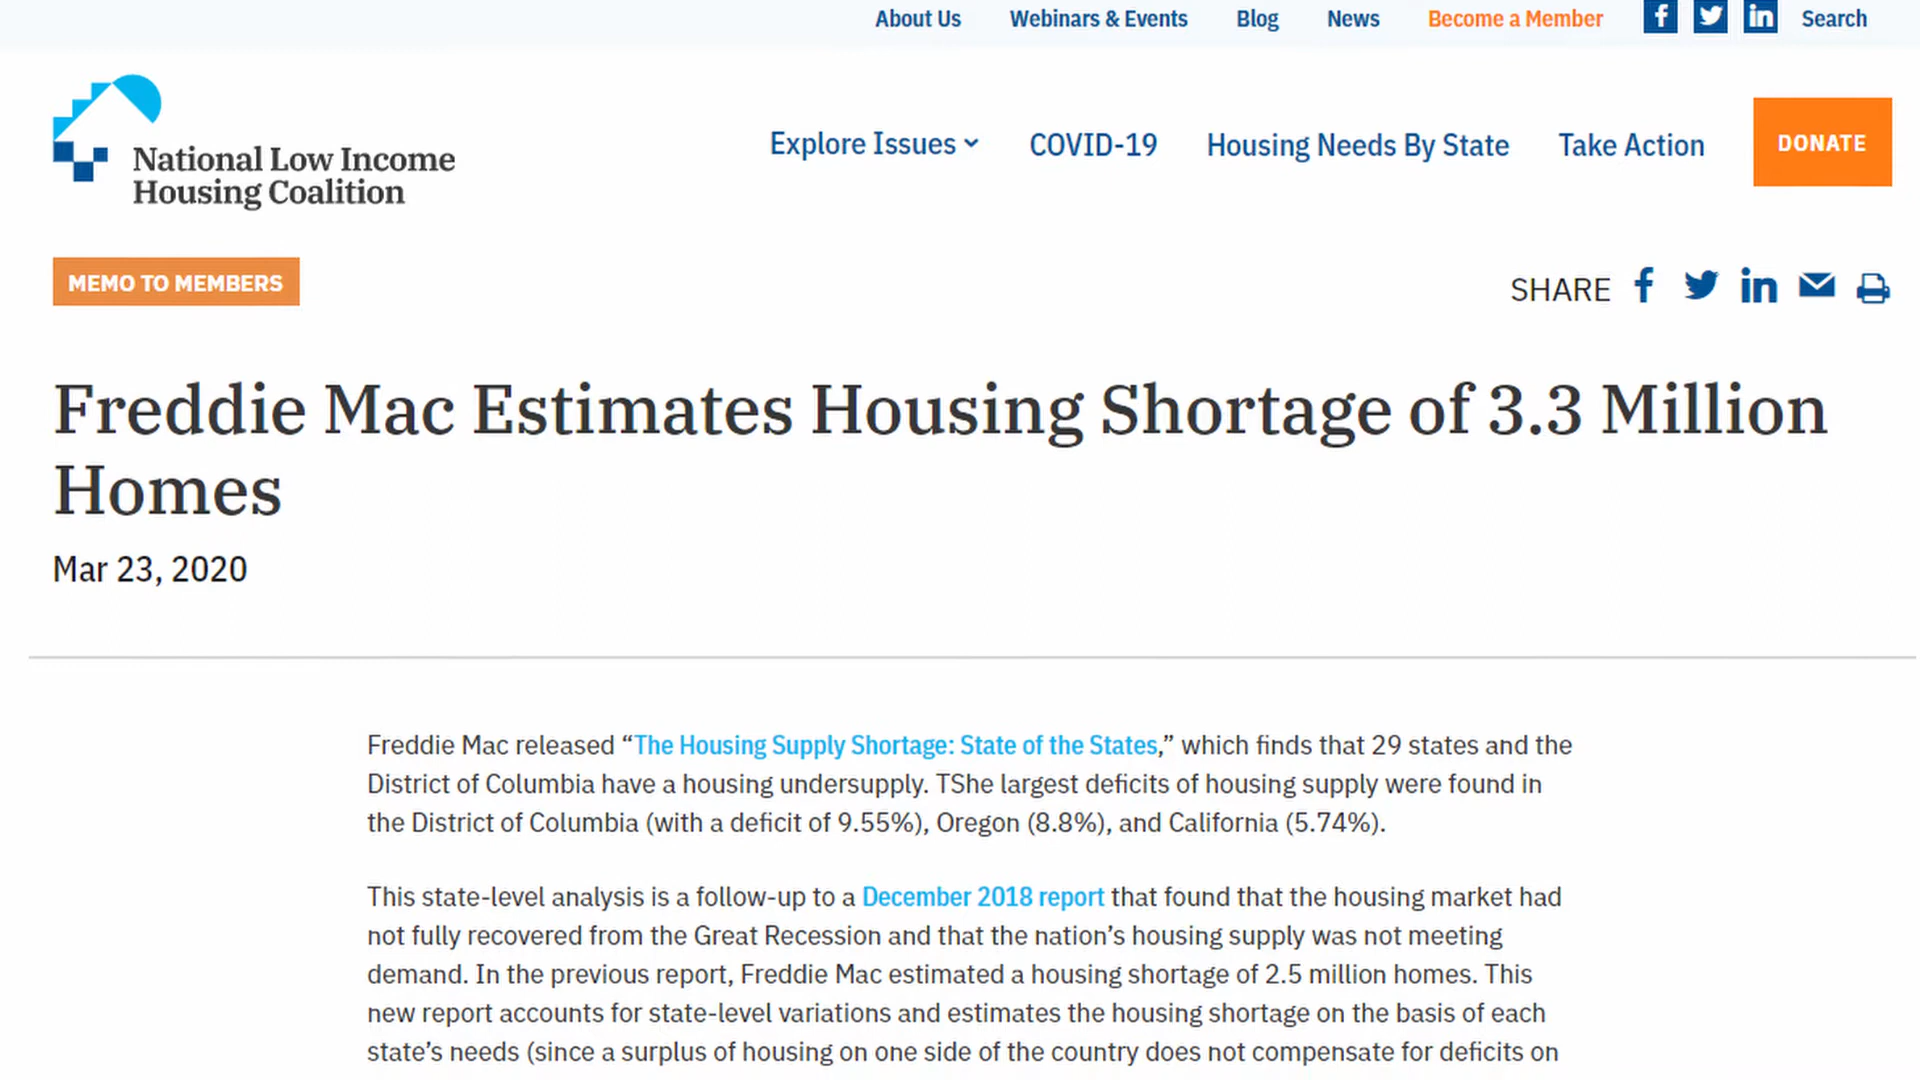 About Us Webinars & Events Blog News Become a Member Search
National Low Income
Housing Coalition
Explore Issues COVID-19 Housing Needs By State Take Action DONATE
MEMO TO MEMBERS
SHARE
Freddie Mac Estimates Housing Shortage of 3.3 Million
Homes
Mar 23, 2020
Freddie Mac released “The Housing Supply Shortage: State of the States,” which finds that 29 states and the
District of Columbia have a housing undersupply. TShe largest deficits of housing supply were found in
the District of Columbia (with a deficit of 9.55%), Oregon (8.8%), and California (5.74%).
This state-level analysis is a follow-up to a December 2018 report that found that the housing market had
not fully recovered from the Great Recession and that the nation’s housing supply was not meeting
demand. In the previous report, Freddie Mac estimated a housing shortage of 2.5 million homes. This
new report accounts for state-level variations and estimates the housing shortage on the basis of each
state’s needs (since a surplus of housing on one side of the country does not compensate for deficits on